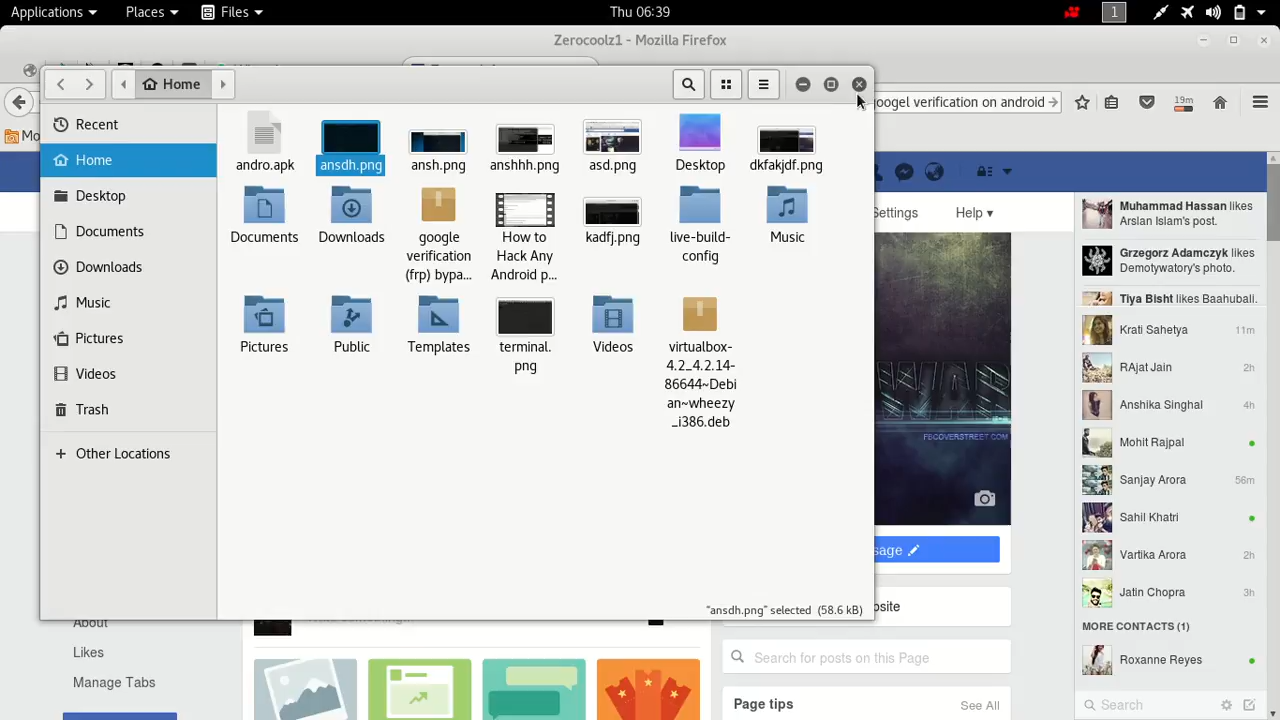 Applications
Places
Files
Thu 06:39
1
Zerocoolz1 - Mozilla Firefox
Home
googel verification on android
19m
Recent
Home
Desktop
Documents
Downloads
Music
Pictures
Videos
Trash
+ Other Locations
andro.apk
ansdh.png
ansh.png
anshhh.png
asd.png
Desktop
dkfakjdf.png
Documents
Downloads
google
verification
(frp) bypa...
How to
Hack Any
Android p...
kadfj.png
live-build-
config
Music
Pictures
Public
Templates
terminal.
png
Videos
virtualbox-
4.2_4.2.14-
86644~Debi
an~wheezy
_i386.deb
"ansdh.png" selected (58.6 kB)
Settings
Help
FBCOVERSTREET.COM
Muhammad Hassan likes
Arslan Islam's post.
Grzegorz Adamczyk likes
Demotywatory's photo.
Tiya Bisht likes Baahubali.
Krati Sahetya 11m
RAjat Jain 2h
Anshika Singhal 4h
Mohit Rajpal
Sanjay Arora 56m
Sahil Khatri
Vartika Arora 2h
Jatin Chopra 3h
MORE CONTACTS (1)
Roxanne Reyes
Search
About
Likes
Manage Tabs
Search for posts on this Page
Page tips
See All